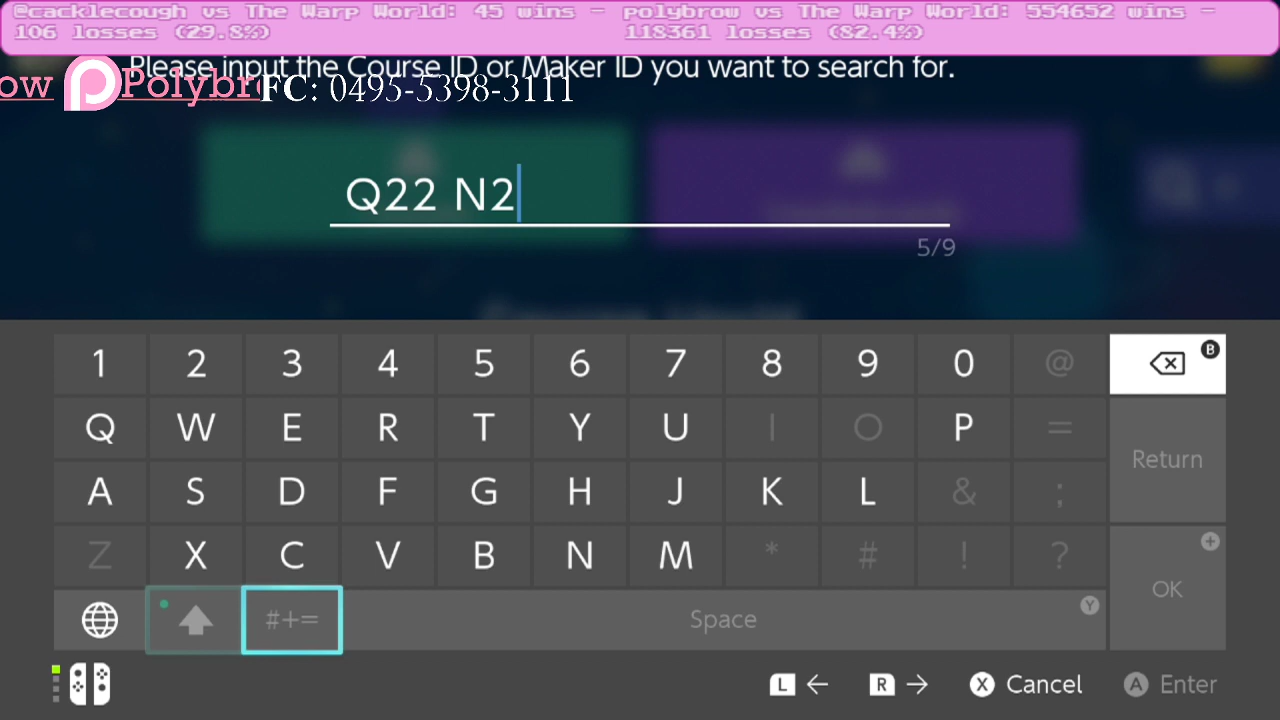 @cacklecough vs The Warp World: 45 wins - 106 losses (29.8%)
polybrow vs The Warp World: 554652 wins - 118361 losses (82.4%)
Please input the Course ID or Maker ID you want to search for.
ow Polybr FC: 0495-5398-3111
Q22 N2
5/9
1 2 3 4 5 6 7 8 9 0 @ B
Q W E R T Y U I O P =
Return
A S D F G H J K L & ;
Z X C V B N M * # ! ? +
OK
#+= Space Y
L ← R → X Cancel A Enter